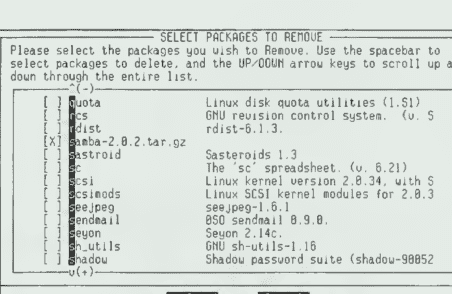 SELECT PACKAGES TO REMOVE
Please select the packages you wish to Remove. Use the spacebar to
select packages to delete, and the UP/DOWN arrow keys to scroll up a
down through the entire list.
^(-)
[ ] quota Linux disk quota utilities (1.51)
[ ] rcs GNU revision control system. (v. 5
[ ] rdist rdist-6.1.3.
[X] samba-2.0.2.tar.gz
[ ] sastroid Sasteroids 1.3
[ ] sc The 'sc' spreadsheet. (v. 6.21)
[ ] scsi Linux kernel version 2.0.34, with S
[ ] scsimods Linux SCSI kernel modules for 2.0.3
[ ] seejpeg seejpeg-1.6.1
[ ] sendmail BSD sendmail 8.9.0.
[ ] seyon Seyon 2.14c.
[ ] sh_utils GNU sh-utils-1.16
[ ] shadow Shadow password suite (shadow-98052
v(+)